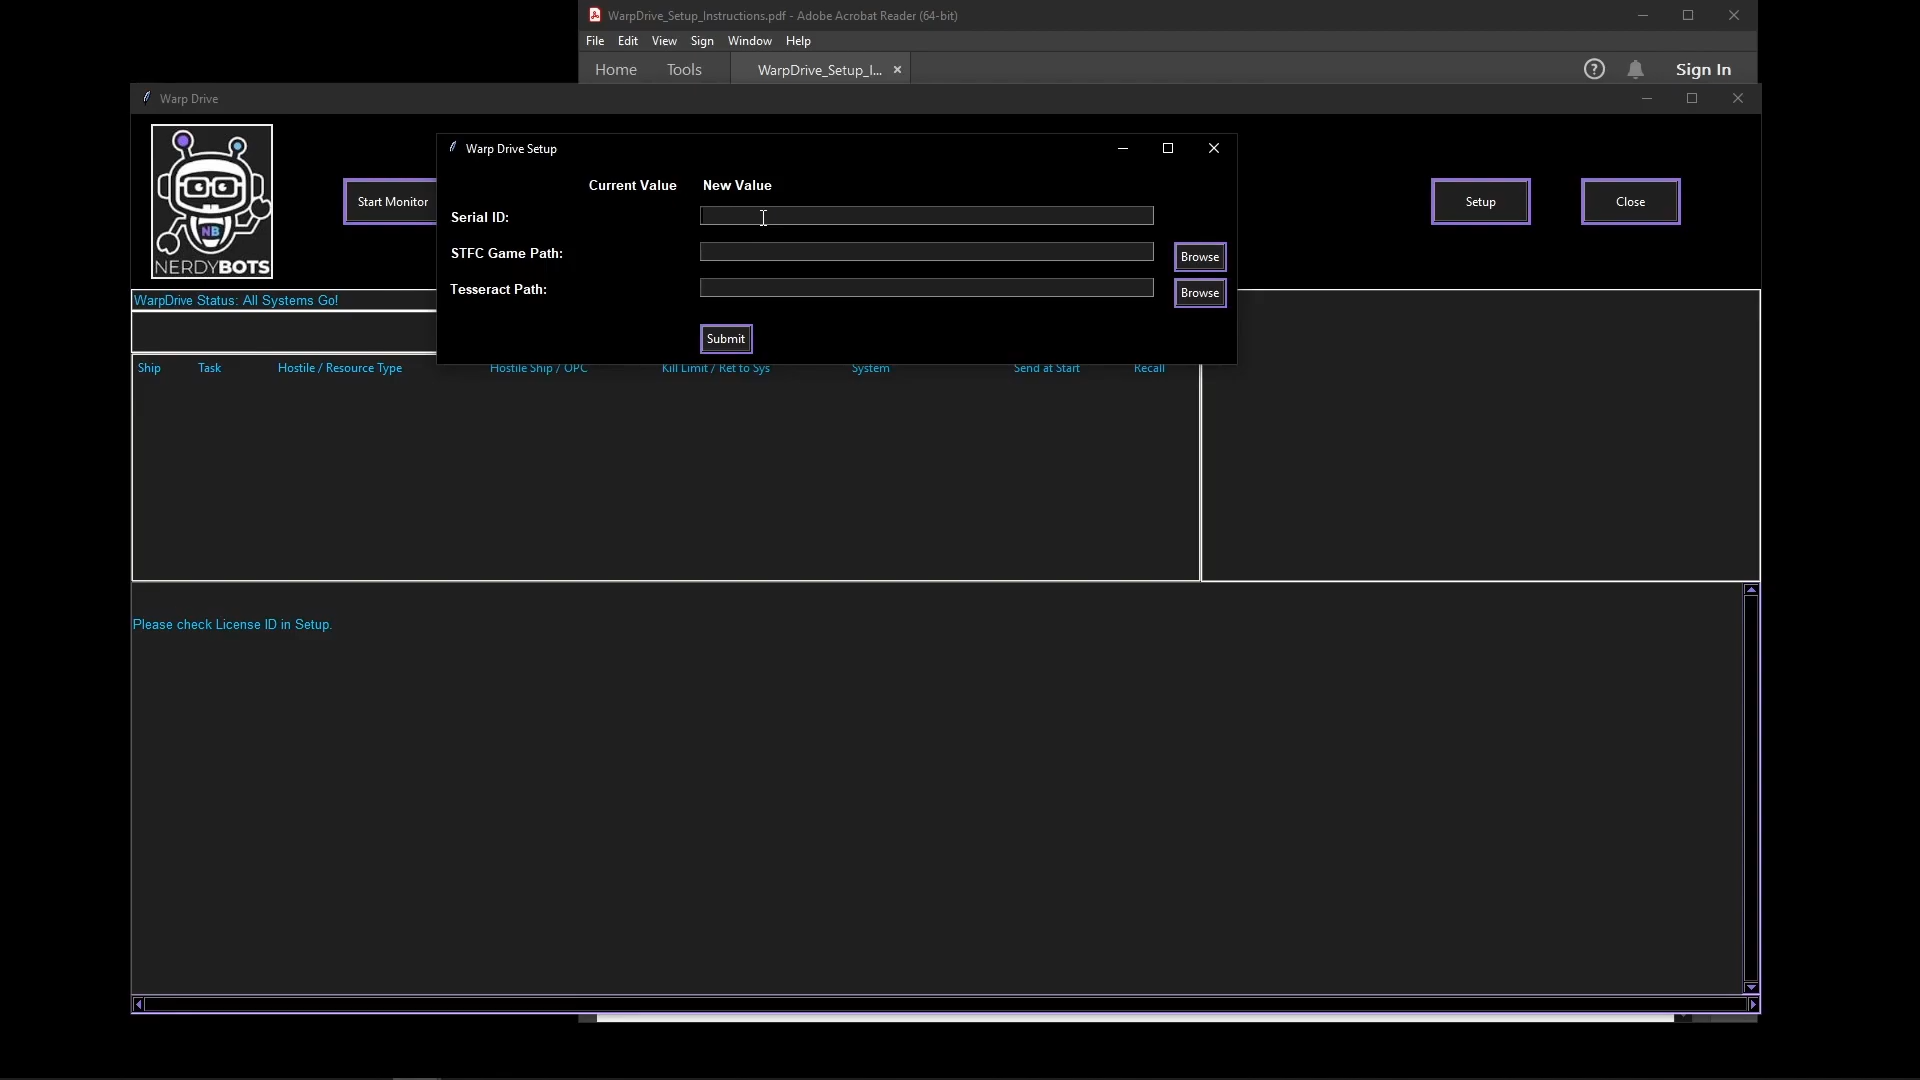 WarpDrive_Setup_Instructions.pdf - Adobe Acrobat Reader (64-bit)
File Edit View Sign Window Help
Home Tools WarpDrive_Setup_I... × ? Sign In
Warp Drive
NB
NERDYBOTS
Start Monitor
Setup
Close
Warp Drive Setup
Current Value New Value
Serial ID:
STFC Game Path:
Browse
Tesseract Path:
Browse
Submit
WarpDrive Status: All Systems Go!
Ship Task Hostile / Resource Type Hostile Ship / OPC Kill Limit / Ret to Sys System Send at Start Recall
Please check License ID in Setup.